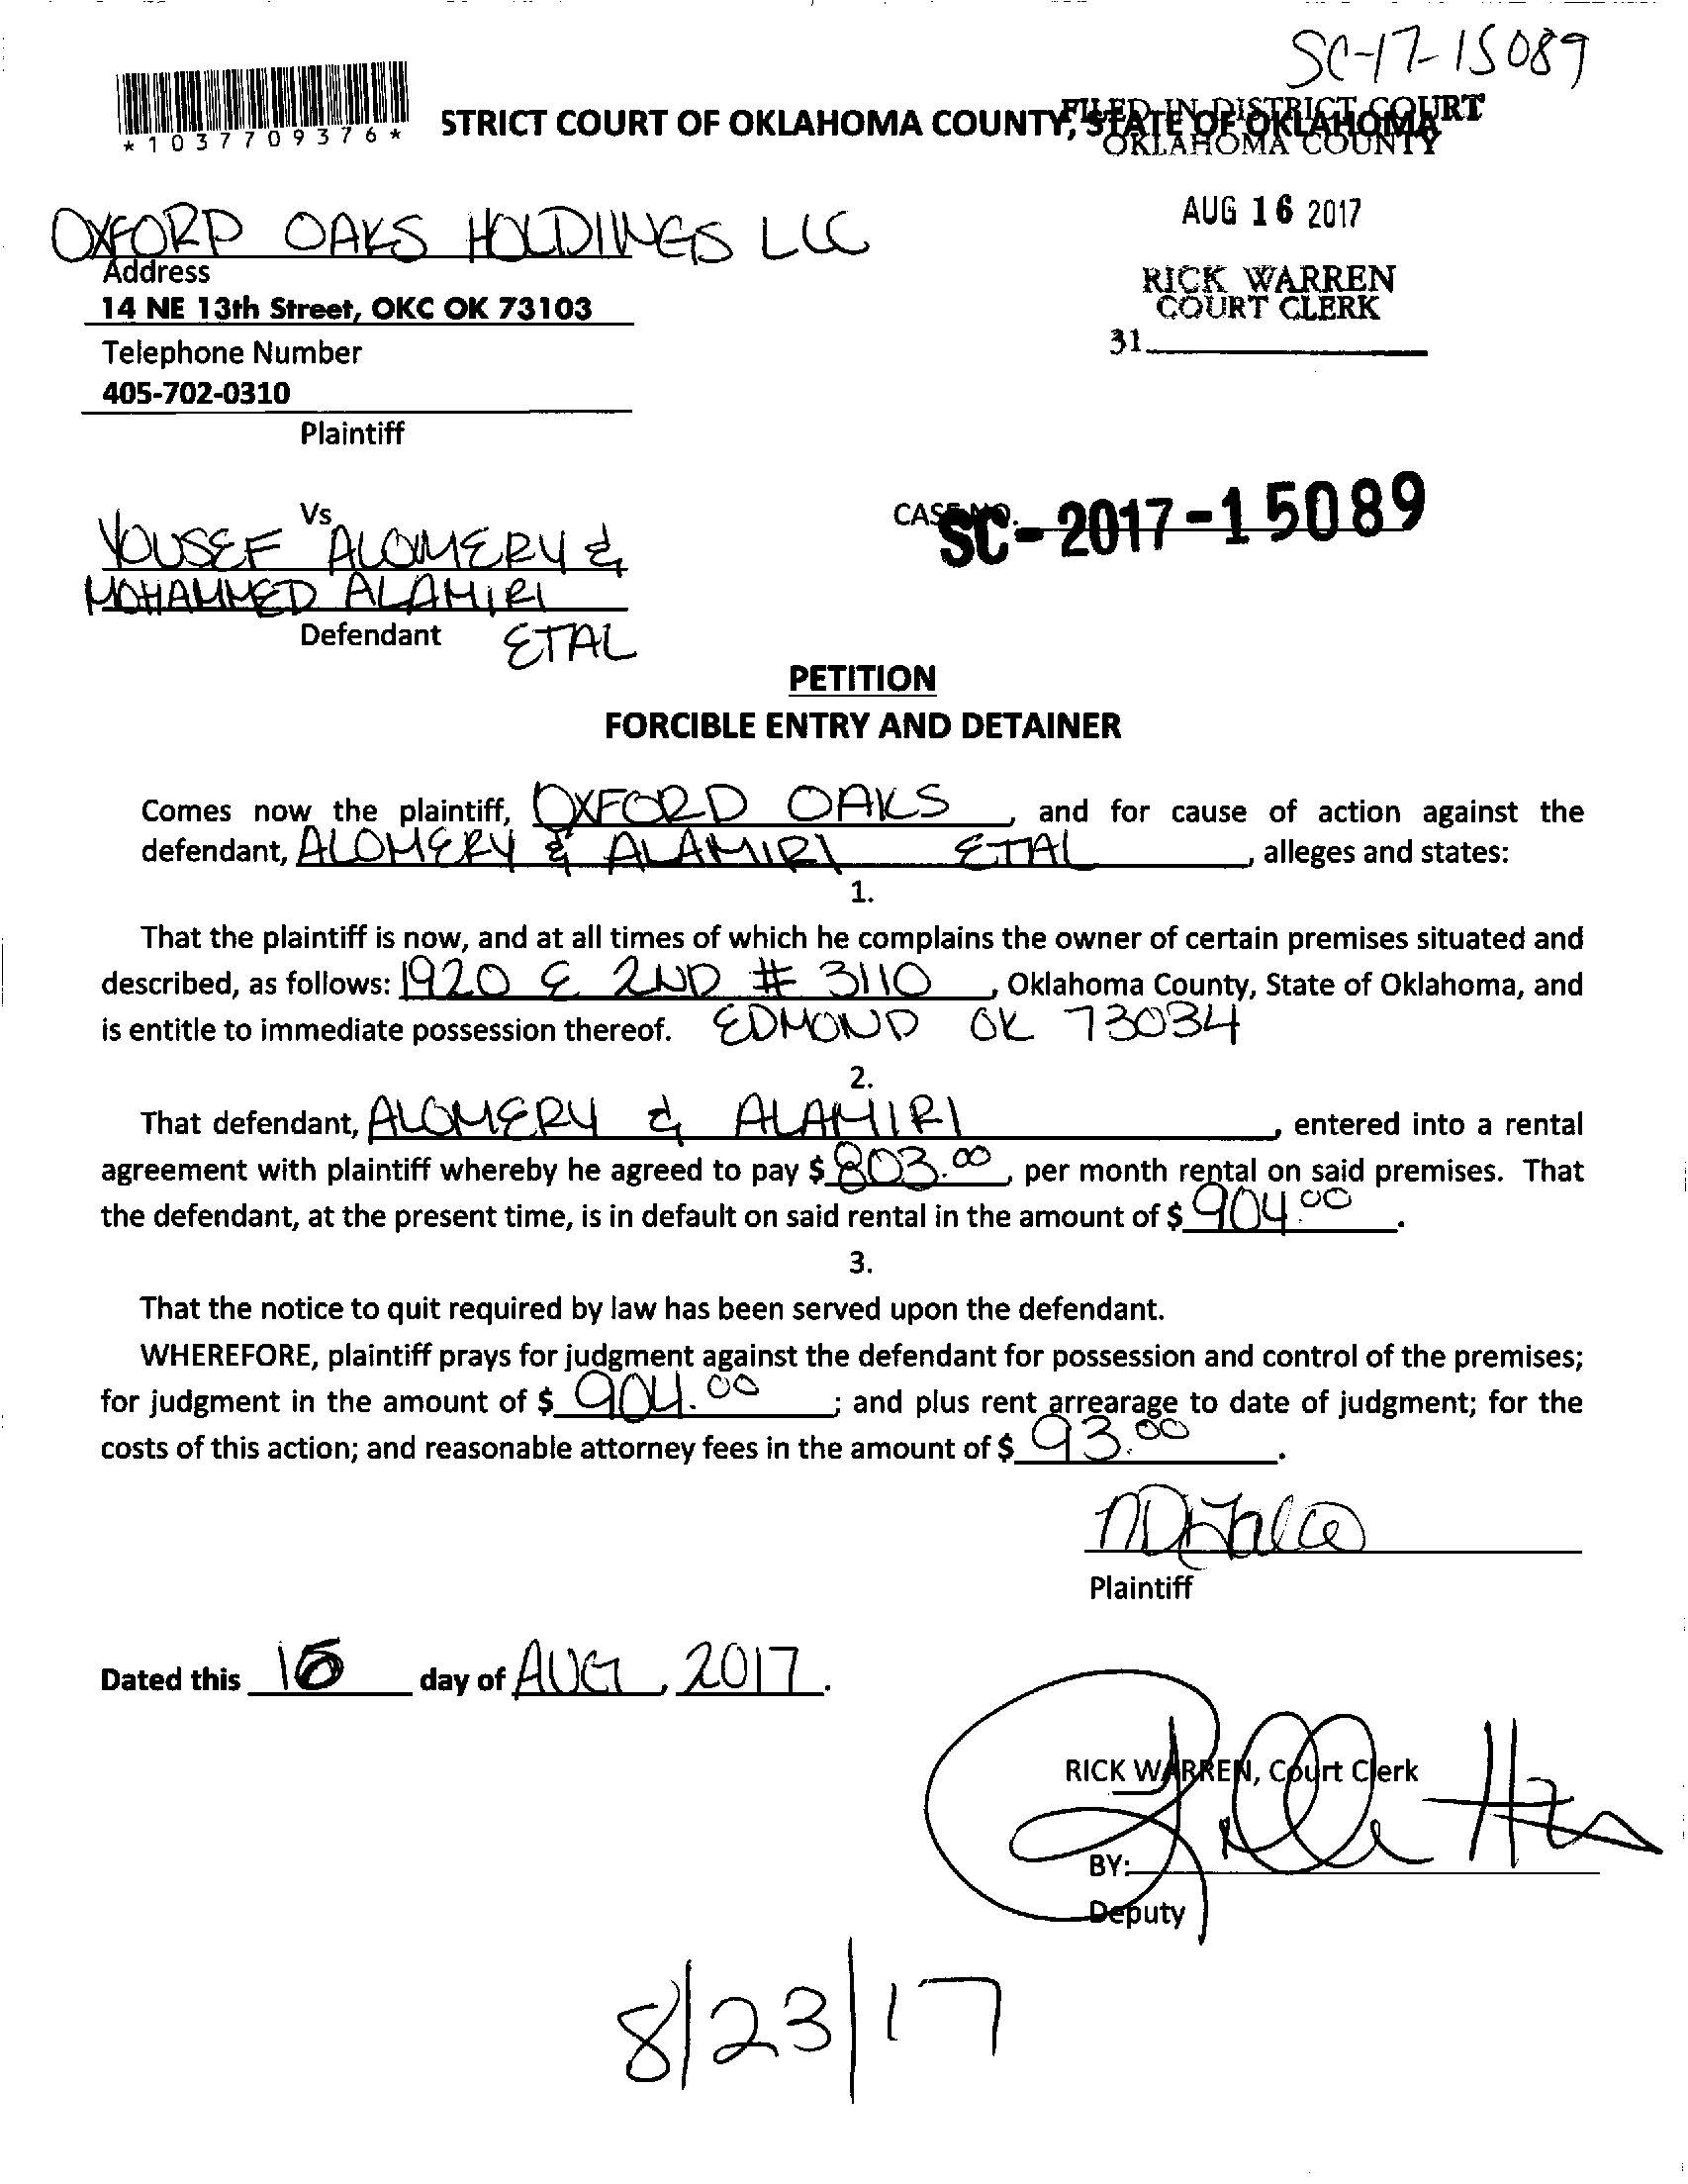 SC-17-15089
*1037709376*
STRICT COURT OF OKLAHOMA COUNTY, STATE OF OKLAHOMA
FILED IN DISTRICT COURT
OKLAHOMA COUNTY
OXFORD OAKS HOLDINGS LLC
AUG 16 2017
Address
RICK WARREN
14 NE 13th Street, OKC OK 73103
COURT CLERK
Telephone Number
31
405-702-0310
Plaintiff
Vs
CASE NO.
SC-2017-15089
YOUSEF ALOMERY &
MOHAMMED ALAMIRI
Defendant ETAL
PETITION
FORCIBLE ENTRY AND DETAINER
Comes now the plaintiff, OXFORD OAKS, and for cause of action against the
defendant, ALOMERY & ALAMIRI ETAL, alleges and states:
1.
That the plaintiff is now, and at all times of which he complains the owner of certain premises situated and
described, as follows: 1920 E 2ND # 3110, Oklahoma County, State of Oklahoma, and
is entitle to immediate possession thereof. EDMOND OK 73034
2.
That defendant, ALOMERY & ALAMIRI, entered into a rental
agreement with plaintiff whereby he agreed to pay $ 803.00, per month rental on said premises. That
the defendant, at the present time, is in default on said rental in the amount of $ 904.00.
3.
That the notice to quit required by law has been served upon the defendant.
WHEREFORE, plaintiff prays for judgment against the defendant for possession and control of the premises;
for judgment in the amount of $ 904.00; and plus rent arrearage to date of judgment; for the
costs of this action; and reasonable attorney fees in the amount of $ 93.00.
Plaintiff
Dated this 16 day of AUG, 2017.
RICK WARREN, Court Clerk
BY:
Deputy
8/23/17